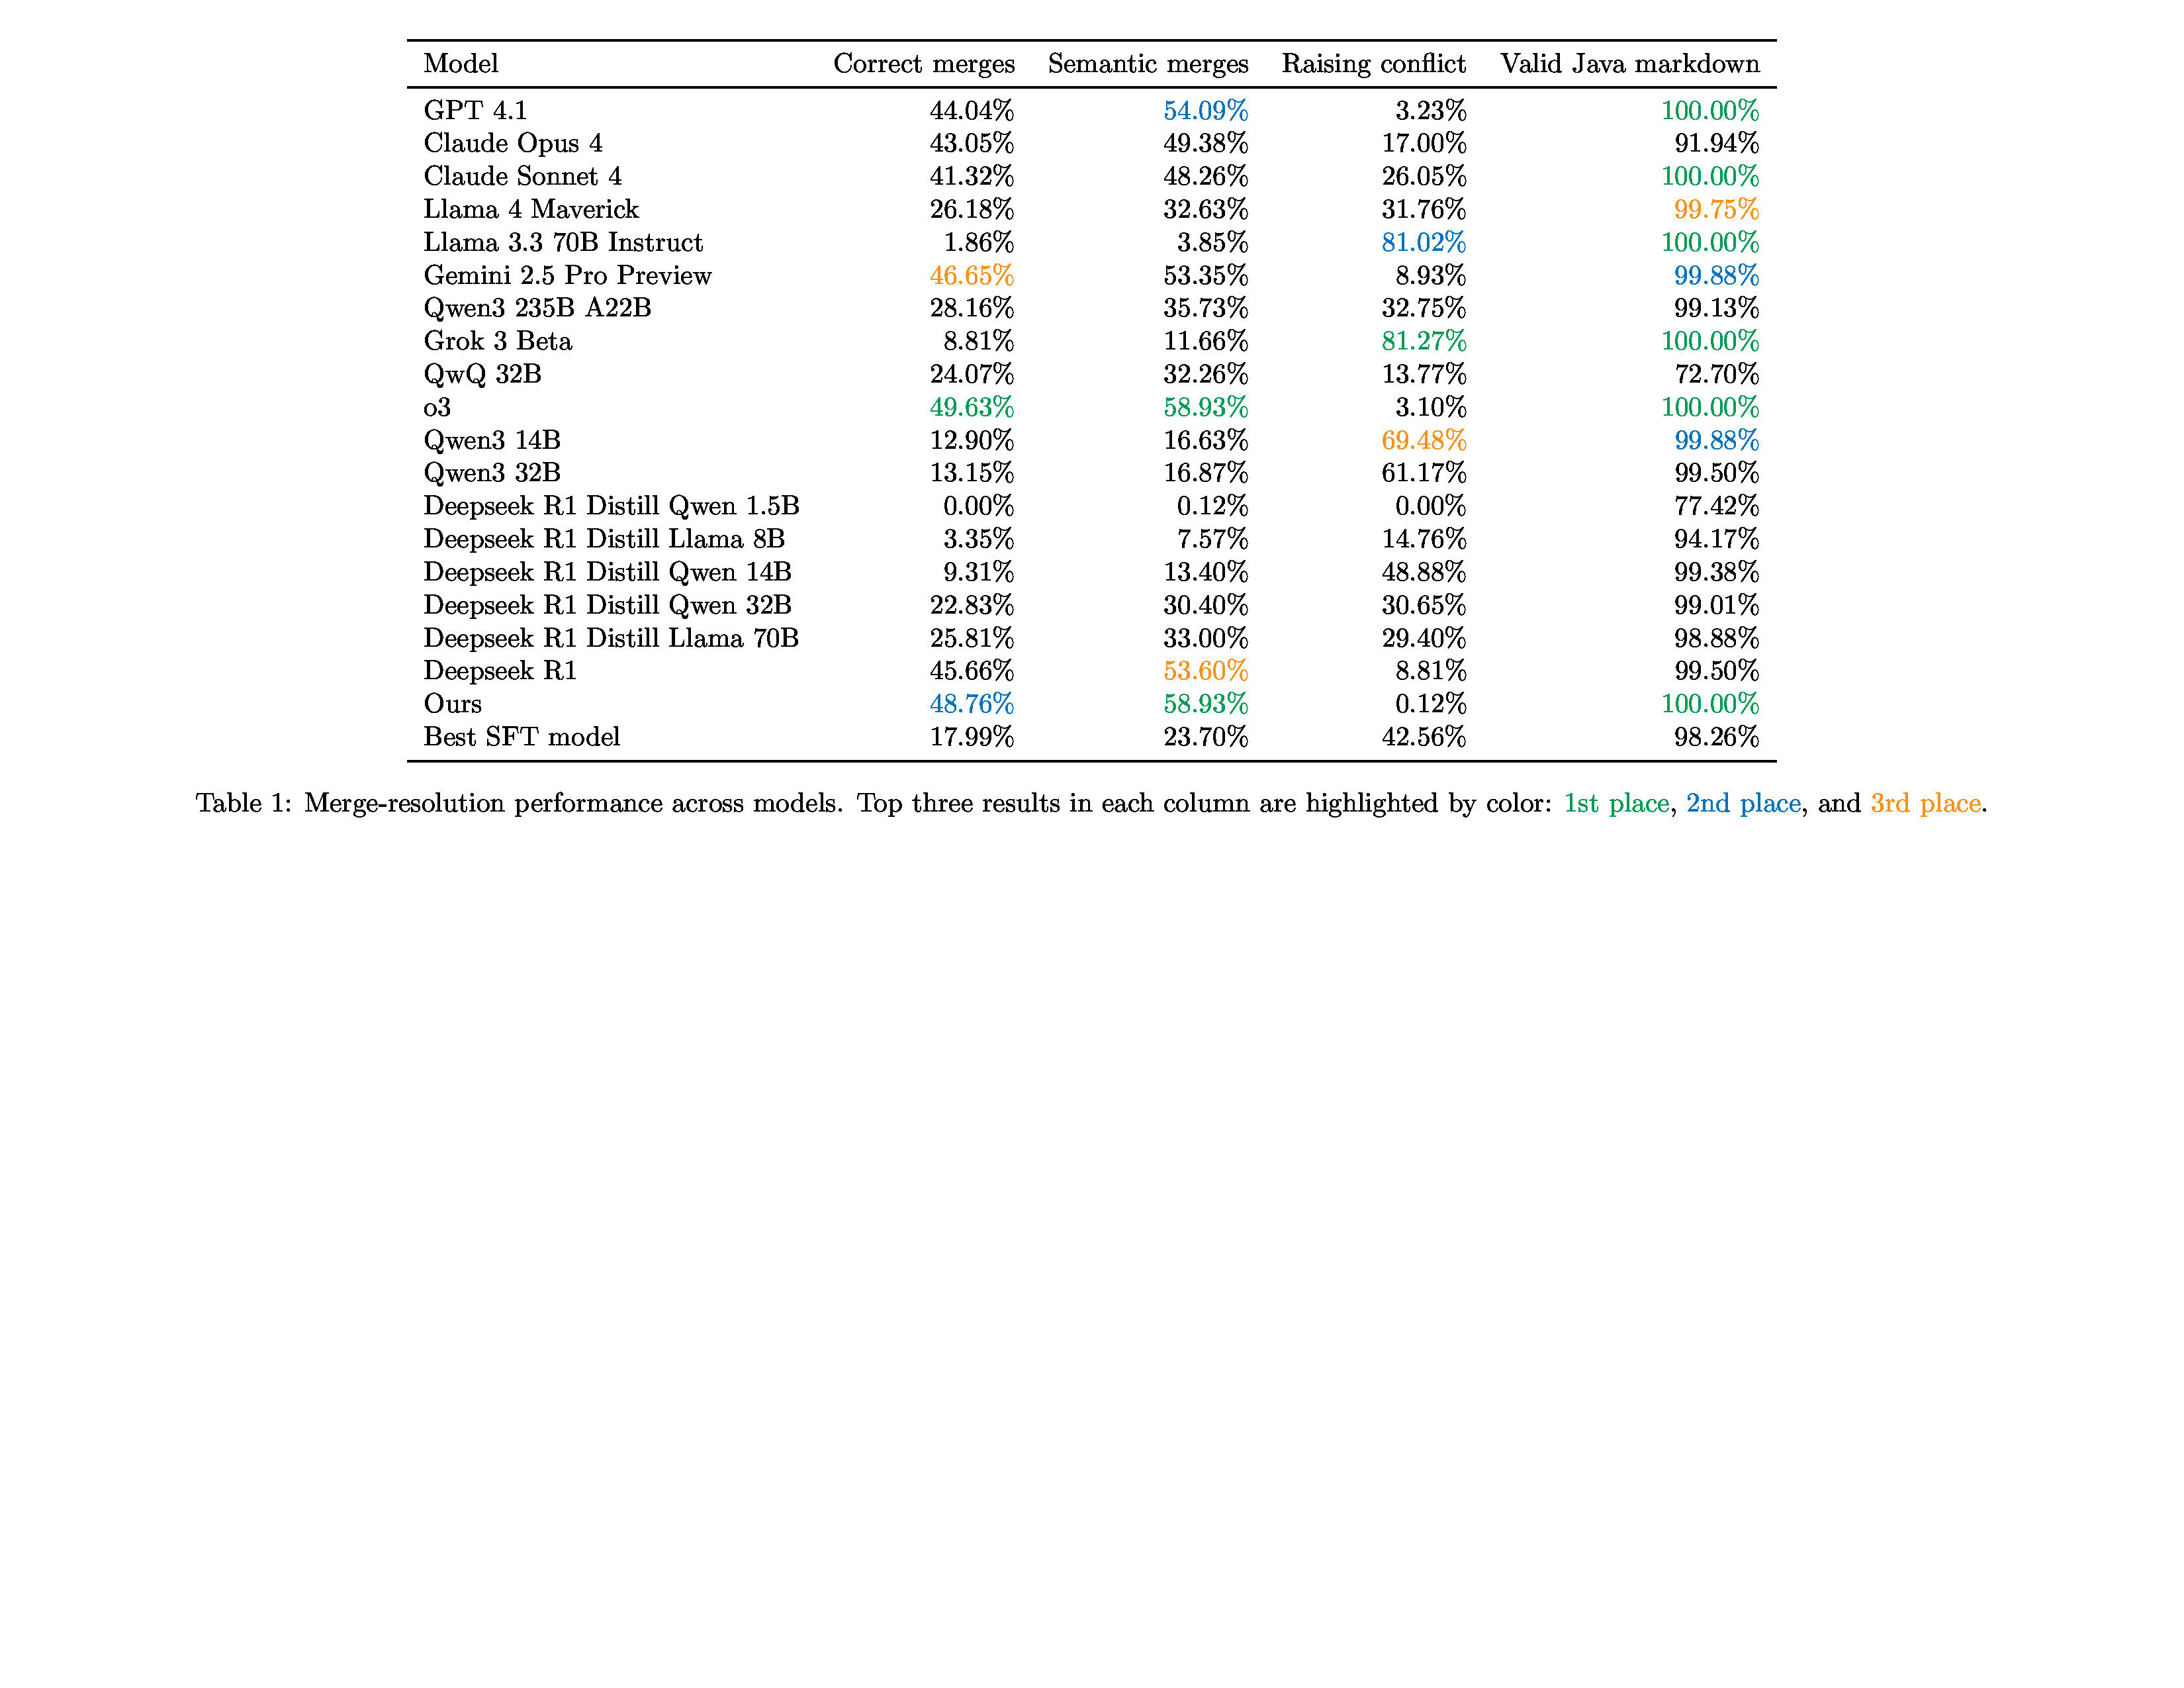 Model Correct merges Semantic merges Raising conflict Valid Java markdown
GPT 4.1 44.04% 54.09% 3.23% 100.00%
Claude Opus 4 43.05% 49.38% 17.00% 91.94%
Claude Sonnet 4 41.32% 48.26% 26.05% 100.00%
Llama 4 Maverick 26.18% 32.63% 31.76% 99.75%
Llama 3.3 70B Instruct 1.86% 3.85% 81.02% 100.00%
Gemini 2.5 Pro Preview 46.65% 53.35% 8.93% 99.88%
Qwen3 235B A22B 28.16% 35.73% 32.75% 99.13%
Grok 3 Beta 8.81% 11.66% 81.27% 100.00%
QwQ 32B 24.07% 32.26% 13.77% 72.70%
o3 49.63% 58.93% 3.10% 100.00%
Qwen3 14B 12.90% 16.63% 69.48% 99.88%
Qwen3 32B 13.15% 16.87% 61.17% 99.50%
Deepseek R1 Distill Qwen 1.5B 0.00% 0.12% 0.00% 77.42%
Deepseek R1 Distill Llama 8B 3.35% 7.57% 14.76% 94.17%
Deepseek R1 Distill Qwen 14B 9.31% 13.40% 48.88% 99.38%
Deepseek R1 Distill Qwen 32B 22.83% 30.40% 30.65% 99.01%
Deepseek R1 Distill Llama 70B 25.81% 33.00% 29.40% 98.88%
Deepseek R1 45.66% 53.60% 8.81% 99.50%
Ours 48.76% 58.93% 0.12% 100.00%
Best SFT model 17.99% 23.70% 42.56% 98.26%
Table 1: Merge-resolution performance across models. Top three results in each column are highlighted by color: 1st place, 2nd place, and 3rd place.